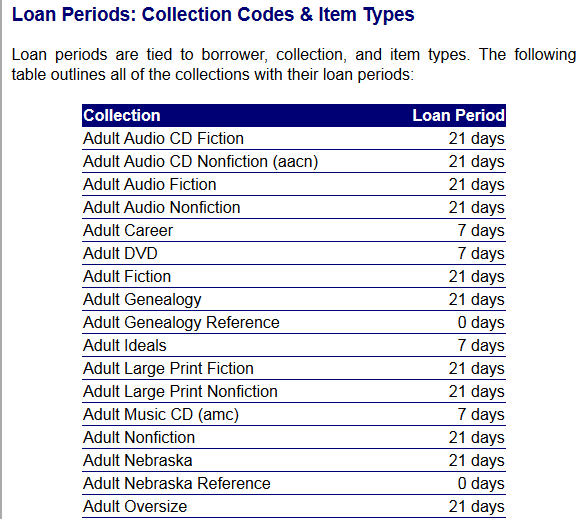 Loan Periods: Collection Codes & Item Types
Loan periods are tied to borrower, collection, and item types. The following
table outlines all of the collections with their loan periods:
Collection Loan Period
Adult Audio CD Fiction 21 days
Adult Audio CD Nonfiction (aacn) 21 days
Adult Audio Fiction 21 days
Adult Audio Nonfiction 21 days
Adult Career 7 days
Adult DVD 7 days
Adult Fiction 21 days
Adult Genealogy 21 days
Adult Genealogy Reference 0 days
Adult Ideals 7 days
Adult Large Print Fiction 21 days
Adult Large Print Nonfiction 21 days
Adult Music CD (amc) 7 days
Adult Nonfiction 21 days
Adult Nebraska 21 days
Adult Nebraska Reference 0 days
Adult Oversize 21 days